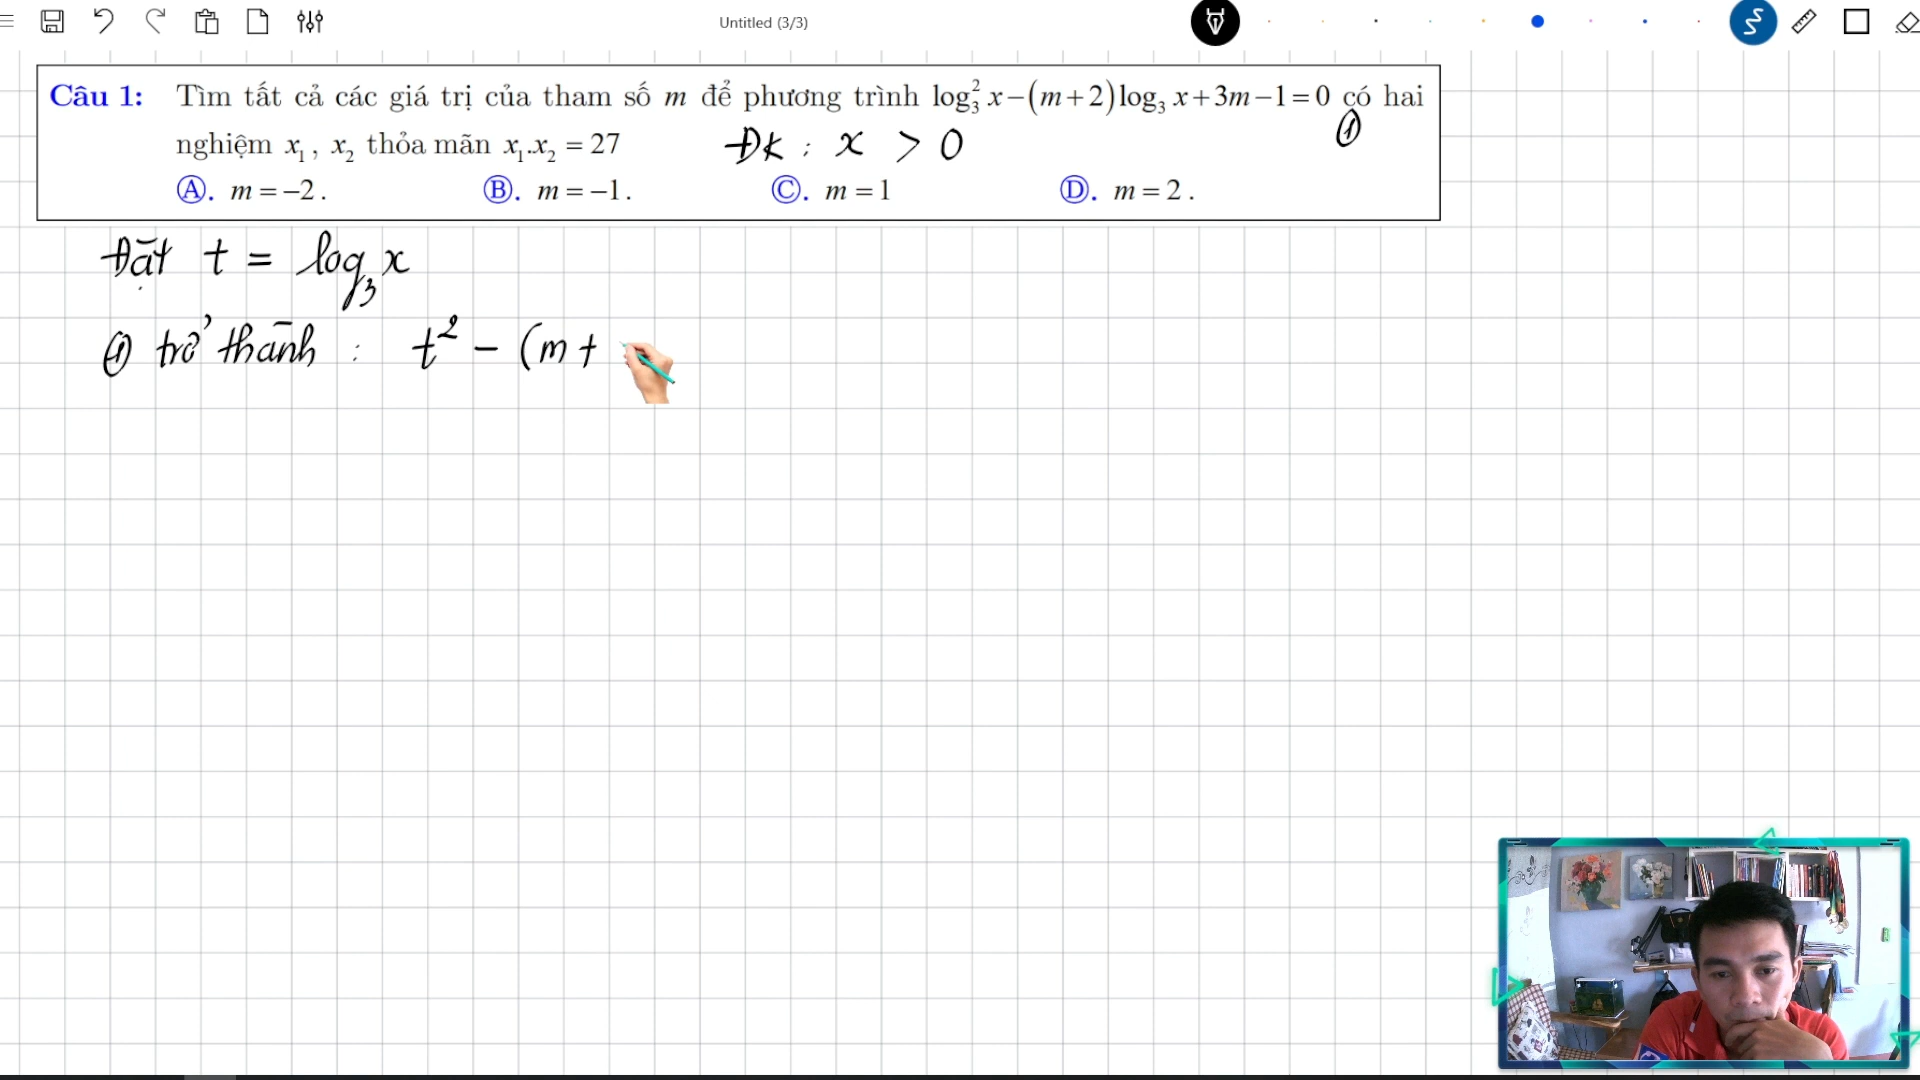 Untitled (3/3)
Câu 1: Tìm tất cả các giá trị của tham số m để phương trình log₃² x−(m+2)log₃ x+3m−1=0 có hai
①
nghiệm x₁, x₂ thỏa mãn x₁.x₂ = 27 ĐK : x > 0
Ⓐ. m = −2. Ⓑ. m = −1. Ⓒ. m = 1 Ⓓ. m = 2.
Đặt t = log₃ x
① trở thành : t² − (m +